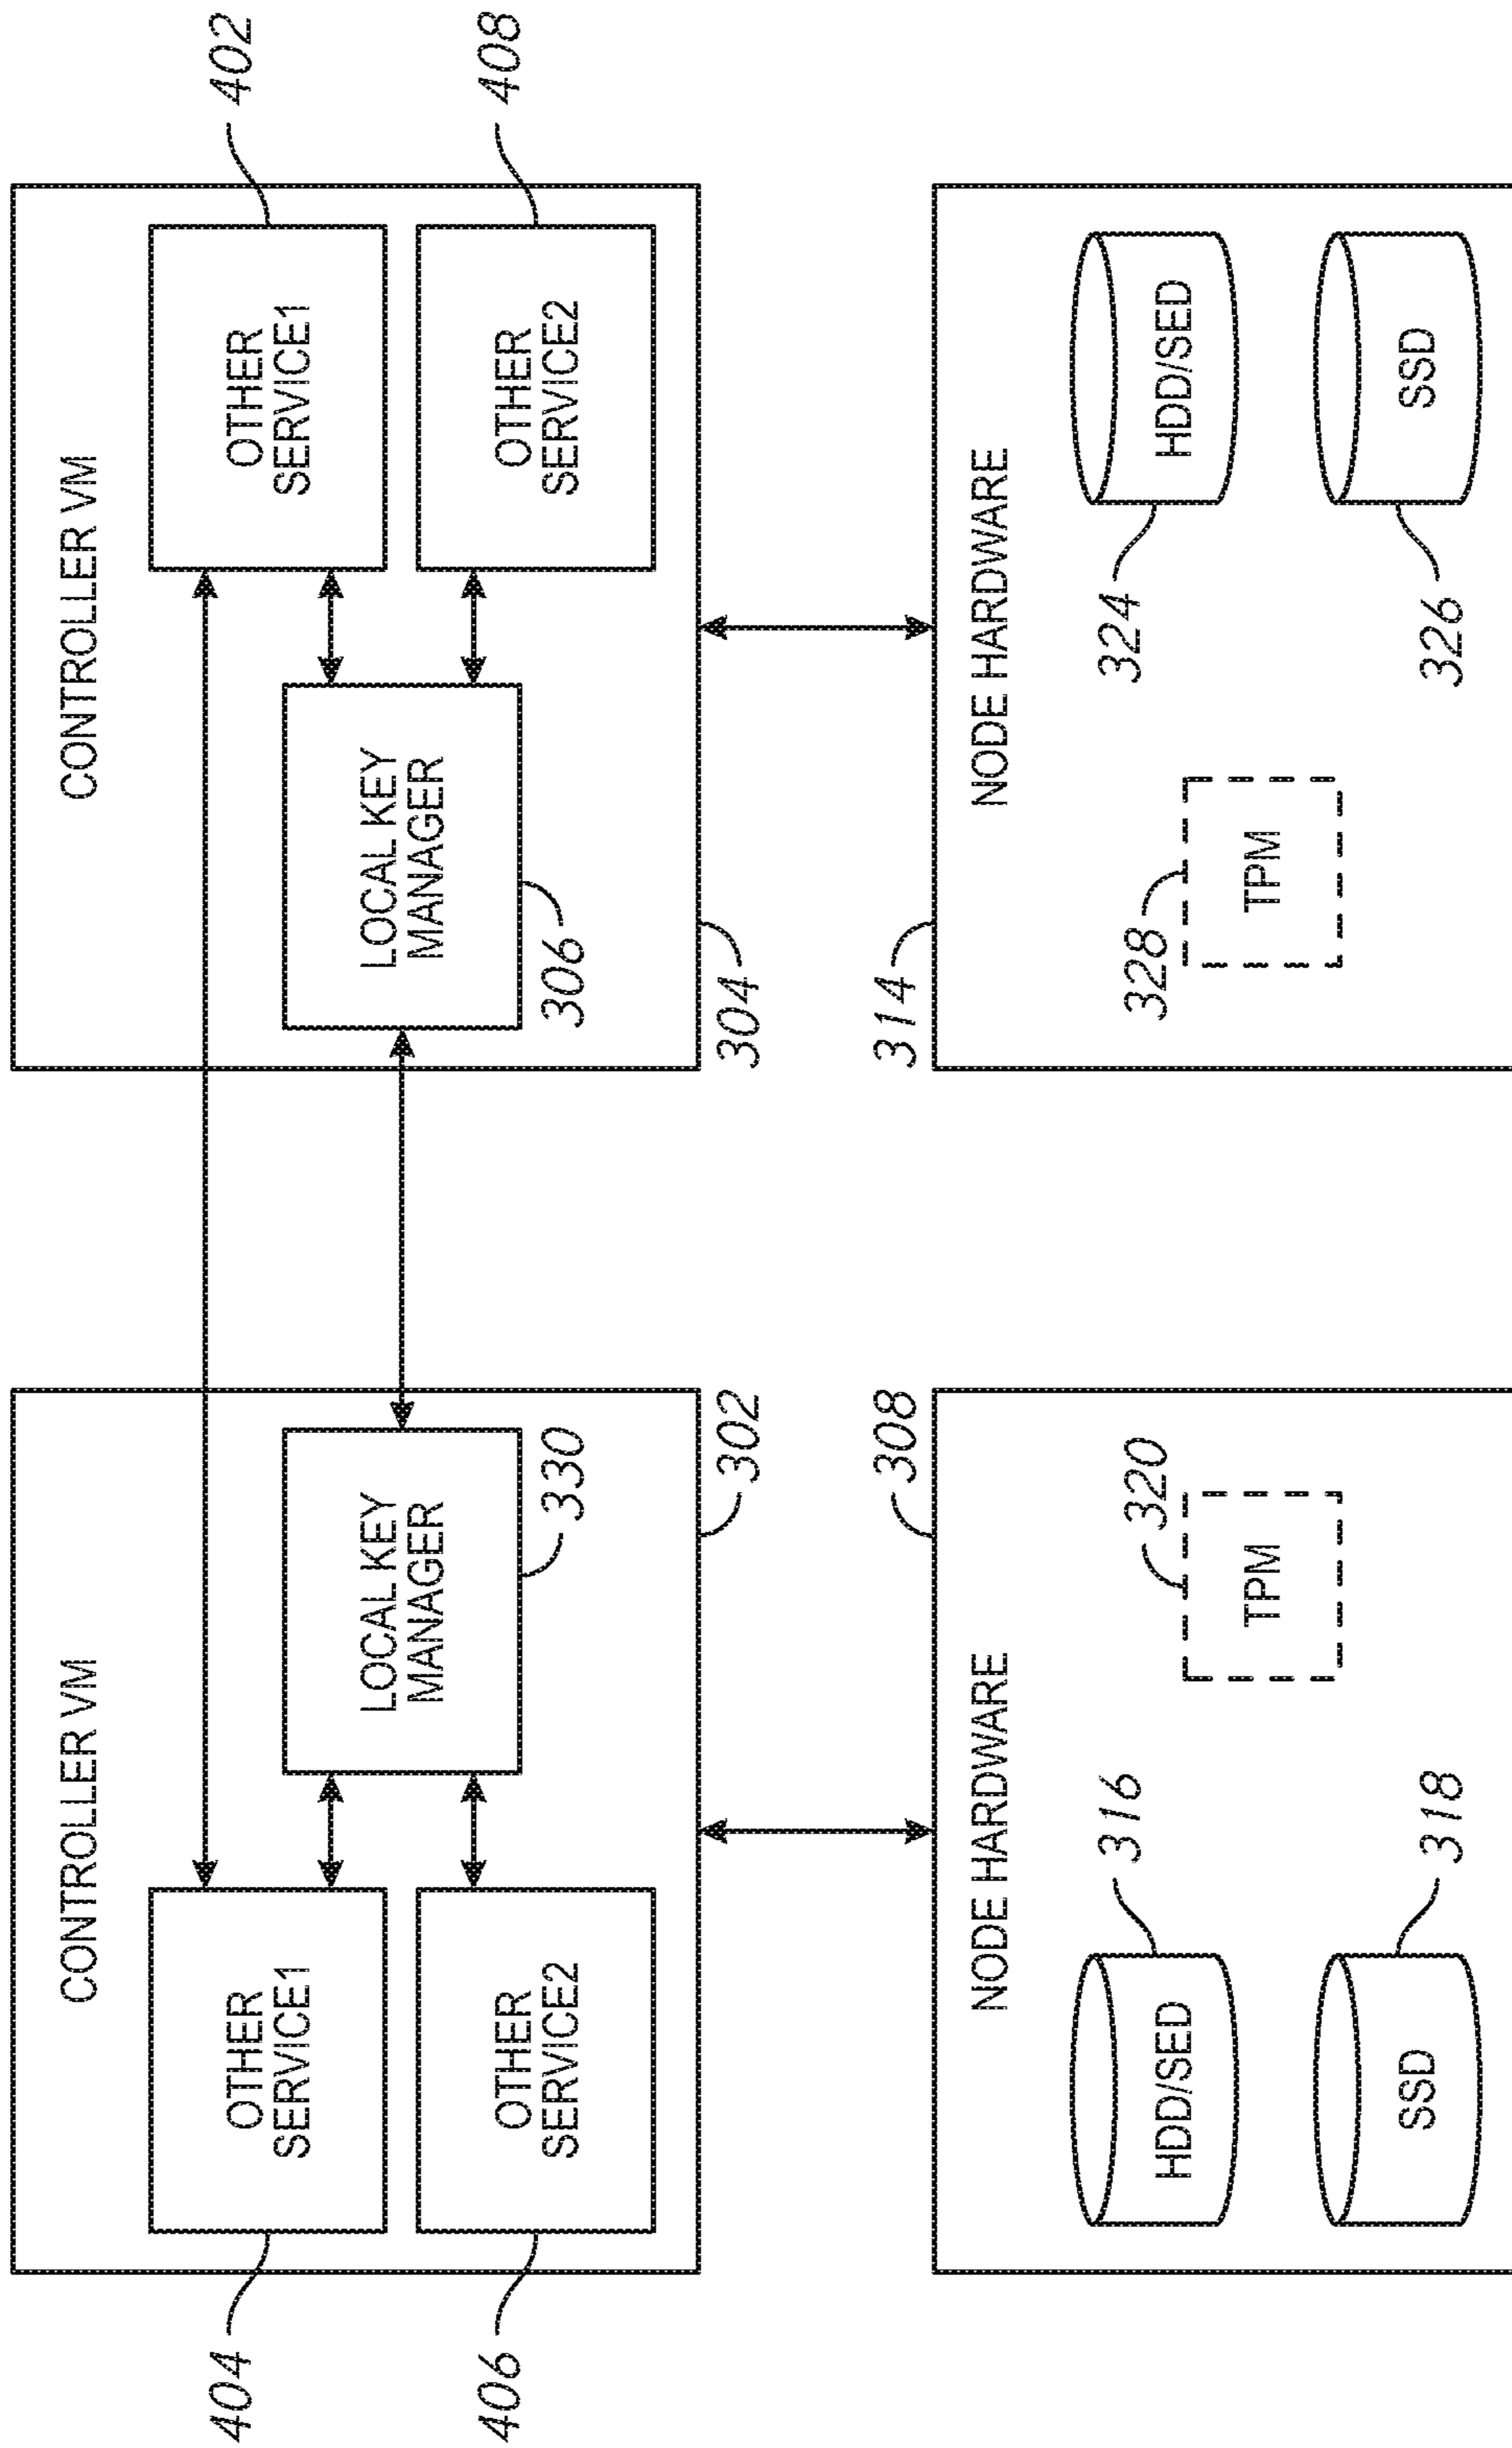 CONTROLLER VM
404
OTHER
SERVICE1
406
OTHER
SERVICE2
LOCAL KEY
MANAGER
330
302
CONTROLLER VM
LOCAL KEY
MANAGER
306
OTHER
SERVICE1
402
OTHER
SERVICE2
408
304
308
NODE HARDWARE
HDD/SED
316
SSD
318
320
TPM
314
NODE HARDWARE
328
TPM
HDD/SED
324
SSD
326